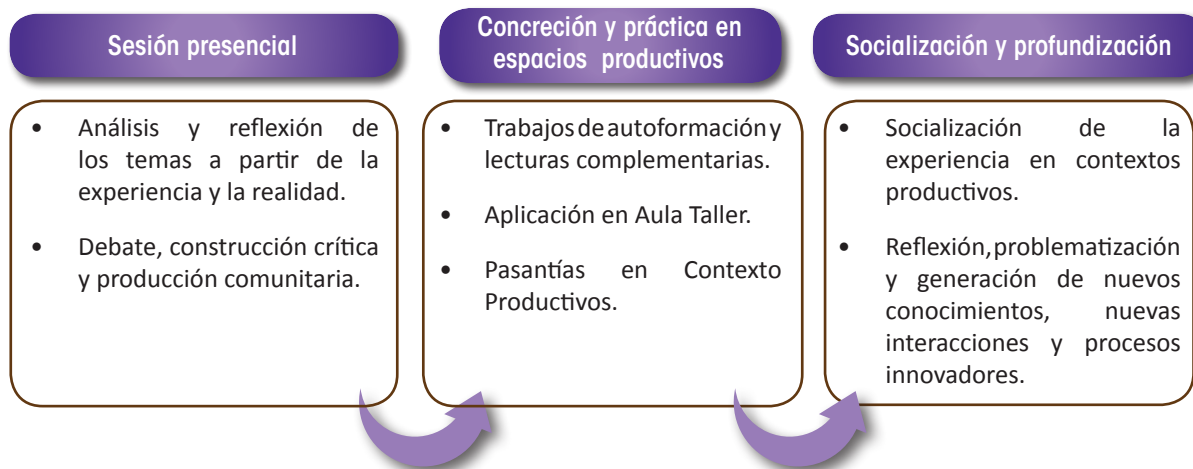 Sesión presencial
• Análisis y reflexión de
los temas a partir de la
experiencia y la realidad.
• Debate, construcción crítica
y producción comunitaria.
Concreción y práctica en
espacios productivos
• Trabajos de autoformación y
lecturas complementarias.
• Aplicación en Aula Taller.
• Pasantías en Contexto
Productivos.
Socialización y profundización
• Socialización de la
experiencia en contextos
productivos.
• Reflexión, problematización
y generación de nuevos
conocimientos, nuevas
interacciones y procesos
innovadores.